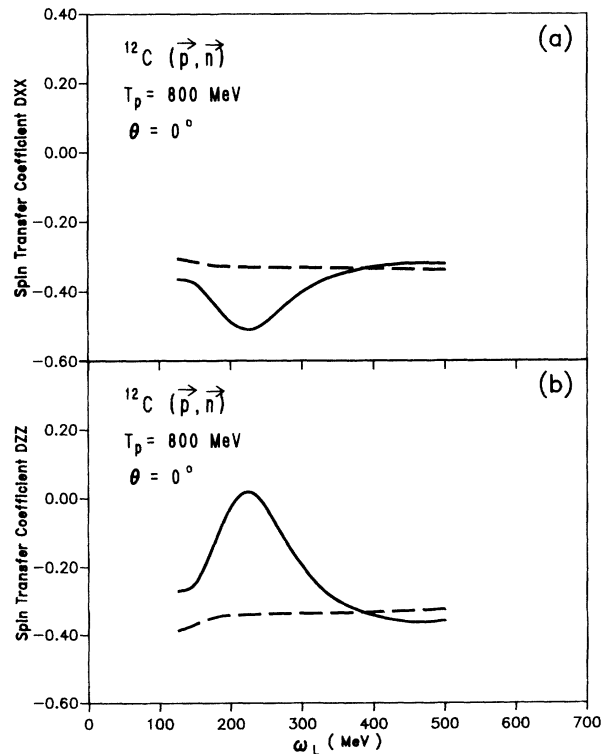 0.40
(a)
¹²C (p⃗, n⃗)
Tₚ = 800 MeV
θ = 0°
0.20
0.00
−0.20
−0.40
−0.60
Spin Transfer Coefficient DXX
(b)
¹²C (p⃗, n⃗)
Tₚ = 800 MeV
θ = 0°
0.20
0.00
−0.20
−0.40
−0.60
Spin Transfer Coefficient DZZ
0 100 200 300 400 500 600 700
ω_L (MeV)